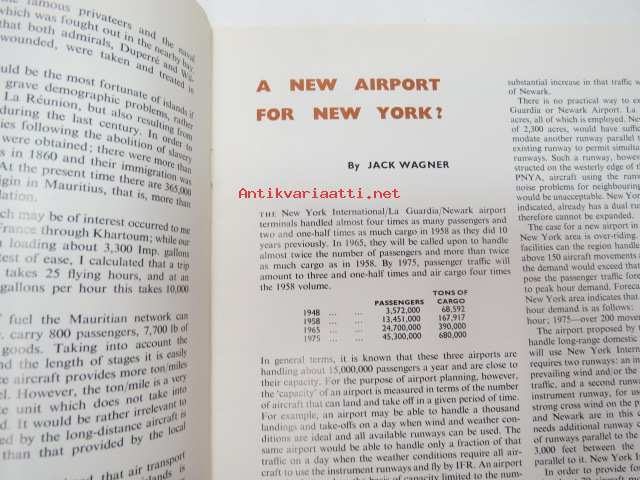 the famous privateers and the naval
which was fought out in the nearby bay
that both admirals, Duperré and
wounded, were taken and treated in
would be the most fortunate of islands if
grave demographic problems, rather
La Réunion, but also resulting from
during the last century. In order to
ies following the abolition of slavery
were obtained; there were more than
s in 1860 and their immigration was
At the present time there are 365,000
igin in Mauritius, that is, more than
lation.
ch may be of interest occurred to me
France through Khartoum; while our
loading about 3,300 Imp. gallons
test of ease, I calculated that a trip
takes 25 flying hours, and at an
gallons per hour this takes 10,000
f fuel the Mauritian network can
carry 800 passengers, 7,700 lb of
goods. Taking into account the
nd the length of stages it is easily
e aircraft provides more ton/miles
el. However, the ton/mile is a very
te unit which does not take into
d. It would be rather irrelevant to
ed by the long-distance aircraft is
than that provided by the local
d, that air transport
islands is
A NEW AIRPORT
FOR NEW YORK?
By JACK WAGNER
Antikvariaatti.net
THE New York International/La Guardia/Newark airport
terminals handled almost four times as many passengers
and two and one-half times as much cargo in 1958 as they did 10
years previously. In 1965, they will be called upon to handle
almost twice the number of passengers and more than twice
as much cargo as in 1958. By 1975, passenger traffic will
amount to three and one-half times and air cargo four times
the 1958 volume.
TONS OF
PASSENGERS CARGO
1948 ... ... 3,572,000 68,592
1958 ... ... 13,451,000 167,917
1965 ... ... 24,700,000 390,000
1975 ... ... 45,300,000 680,000
In general terms, it is known that these three airports are
handling about 15,000,000 passengers a year and are close to
their capacity. For the purpose of airport planning, however,
the 'capacity' of an airport is measured in terms of the number
of aircraft that can land and take off in a given period of time.
For example, an airport may be able to handle a thousand
landings and take-offs on a day when wind and weather con-
ditions are ideal and all available runways can be used. The
same airport would be able to handle only a fraction of that
traffic on a day when the weather conditions require all air-
craft to use the instrument runways and fly by IFR. An airport
substantial increase in that traffic w
of Newark.
There is no practical way to ex
Guardia or Newark Airport. La
acres, all of which is employed. Ne
of 2,300 acres, would have suffic
modate another runway parallel t
existing runway to permit simultan
runways. Such a runway, howev
structed on the westerly edge of th
PNYA, aircraft using the runw
noise problems for neighbouring
would be unacceptable. New Yor
indicated, already has a dual ru
therefore cannot be expanded.
The case for a new airport in
New York area is over-riding.
facilities can the region handl
above 150 aircraft movements a
the demand would exceed that
pose the passenger traffic foreca
to peak hour demand. Foreca
New York area indicates that
hour demand is as follows:
hour; 1975—over 200 movem
The airport proposed by
handle long-range domestic
will use New York Internati
requires two runways: an in
prevailing wind and/or the
traffic, and a second runw
instrument runway, for use
strong cross wind on the p
and Newark are in this c
needs additional runway c
of runways parallel to the
3,000 feet between the
parallel to it. New York In
In order to provide fo